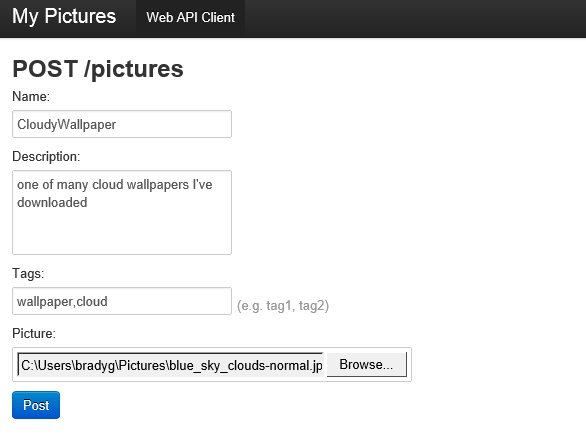 My Pictures Web API Client
POST /pictures
Name:
CloudyWallpaper
Description:
one of many cloud wallpapers I've
downloaded
Tags:
wallpaper,cloud (e.g. tag1, tag2)
Picture:
C:\Users\bradyg\Pictures\blue_sky_clouds-normal.jp Browse...
Post